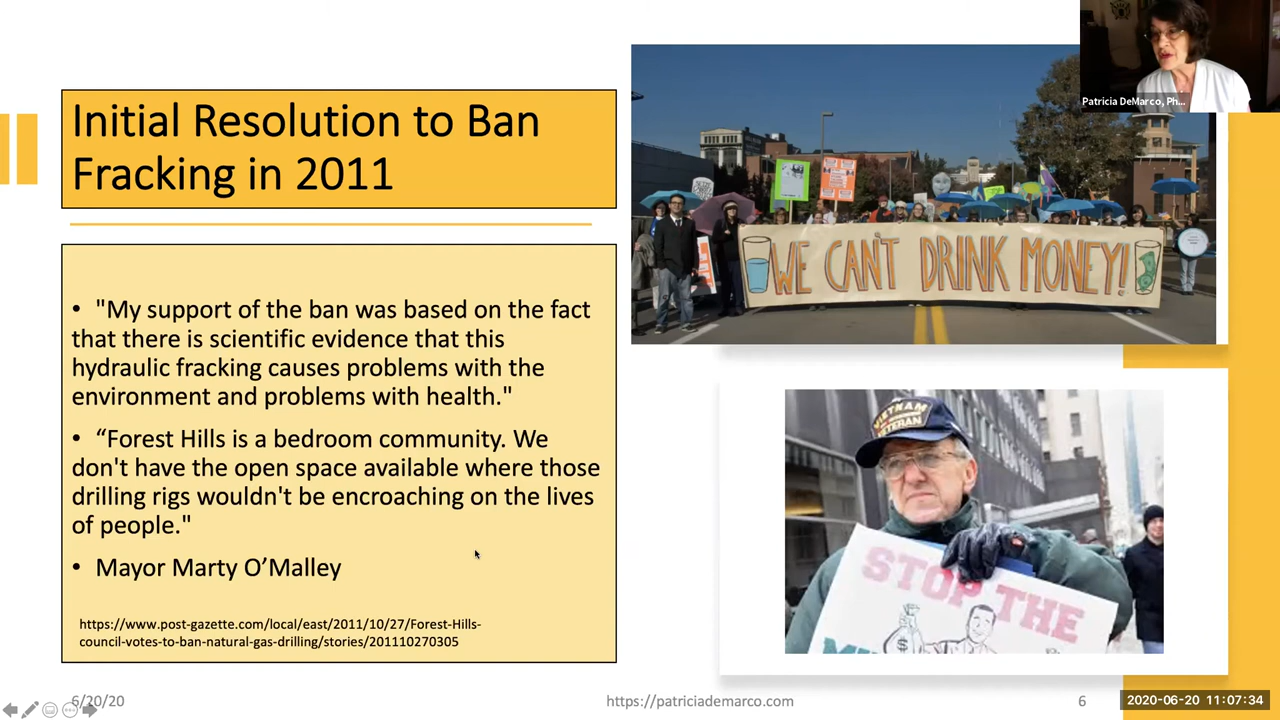 Initial Resolution to Ban
Fracking in 2011
• "My support of the ban was based on the fact
that there is scientific evidence that this
hydraulic fracking causes problems with the
environment and problems with health."
• “Forest Hills is a bedroom community. We
don't have the open space available where those
drilling rigs wouldn't be encroaching on the lives
of people."
• Mayor Marty O’Malley
https://www.post-gazette.com/local/east/2011/10/27/Forest-Hills-
council-votes-to-ban-natural-gas-drilling/stories/201110270305
WE CAN'T DRINK MONEY!
Patricia DeMarco, Ph...
VIETNAM
VETERAN
STOP THE
6/20/20
https://patriciademarco.com
6
2020-06-20 11:07:34